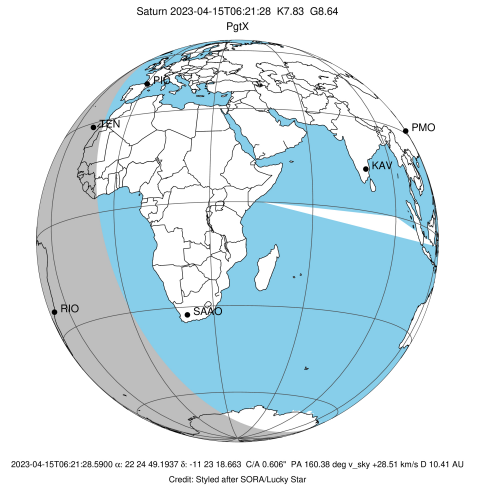 Saturn 2023-04-15T06:21:28 K7.83 G8.64
PgtX
PIC
TEN
PMO
KAV
RIO
SAAO
2023-04-15T06:21:28.5900 α: 22 24 49.1937 δ: -11 23 18.663 C/A 0.606" PA 160.38 deg v_sky +28.51 km/s D 10.41 AU
Credit: Styled after SORA/Lucky Star